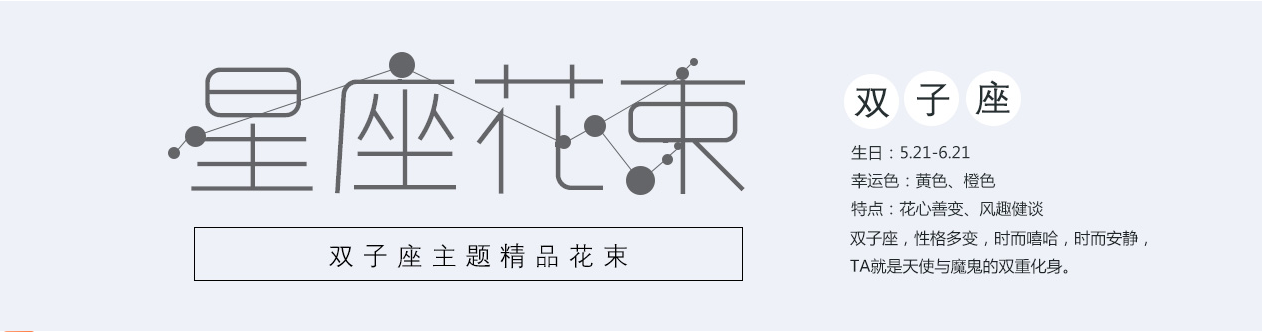 星座花束
双子座主题精品花束
双子座
生日：5.21-6.21
幸运色：黄色、橙色
特点：花心善变、风趣健谈
双子座，性格多变，时而嘻哈，时而安静，
TA就是天使与魔鬼的双重化身。